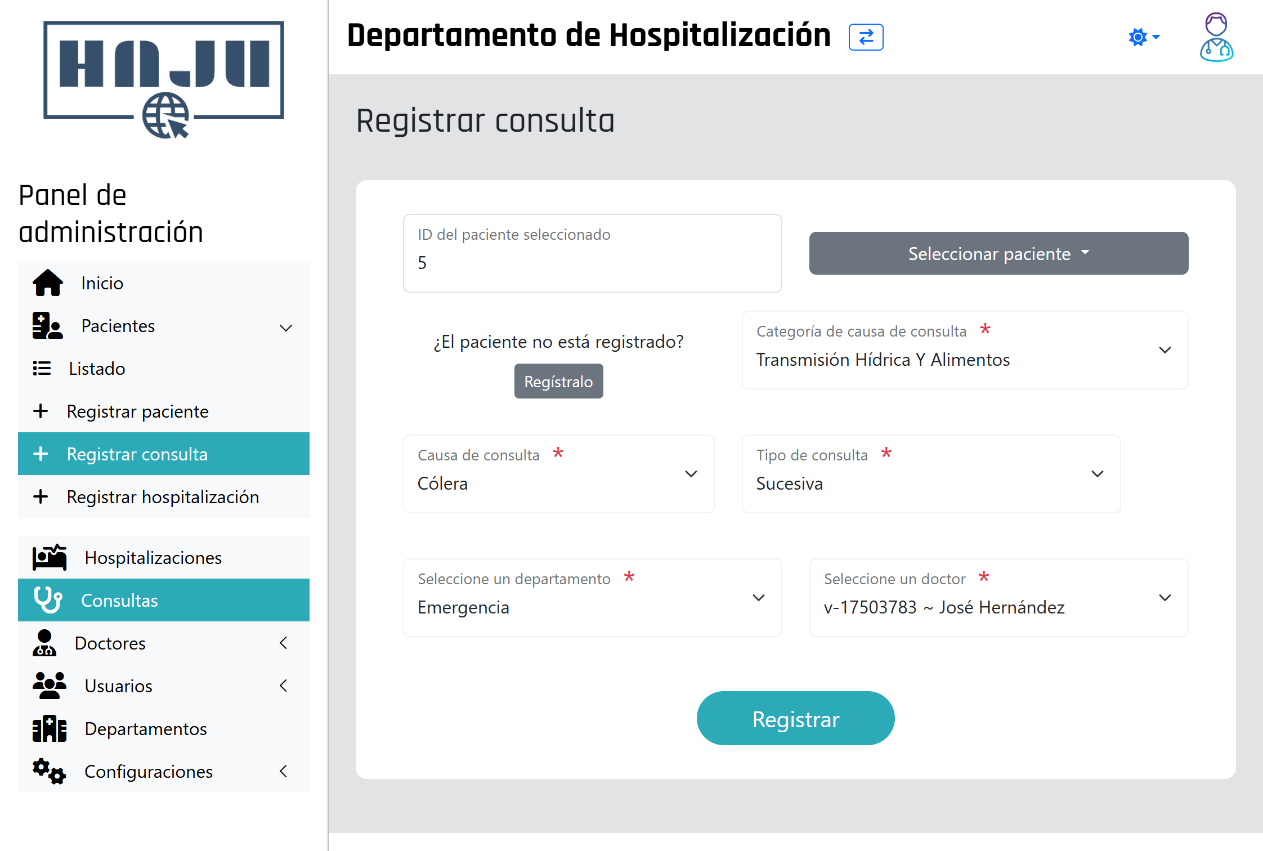 HNJU
Panel de
administración
Inicio
Pacientes
Listado
Registrar paciente
Registrar consulta
Registrar hospitalización
Hospitalizaciones
Consultas
Doctores
Usuarios
Departamentos
Configuraciones
Departamento de Hospitalización
Registrar consulta
ID del paciente seleccionado
5
Seleccionar paciente
¿El paciente no está registrado?
Regístralo
Categoría de causa de consulta *
Transmisión Hídrica Y Alimentos
Causa de consulta *
Cólera
Tipo de consulta *
Sucesiva
Seleccione un departamento *
Emergencia
Seleccione un doctor *
v-17503783 ~ José Hernández
Registrar